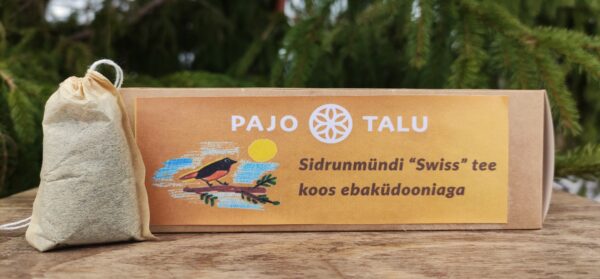 PAJO TALU
Sidrunmündi “Swiss” tee
koos ebaküdooniaga